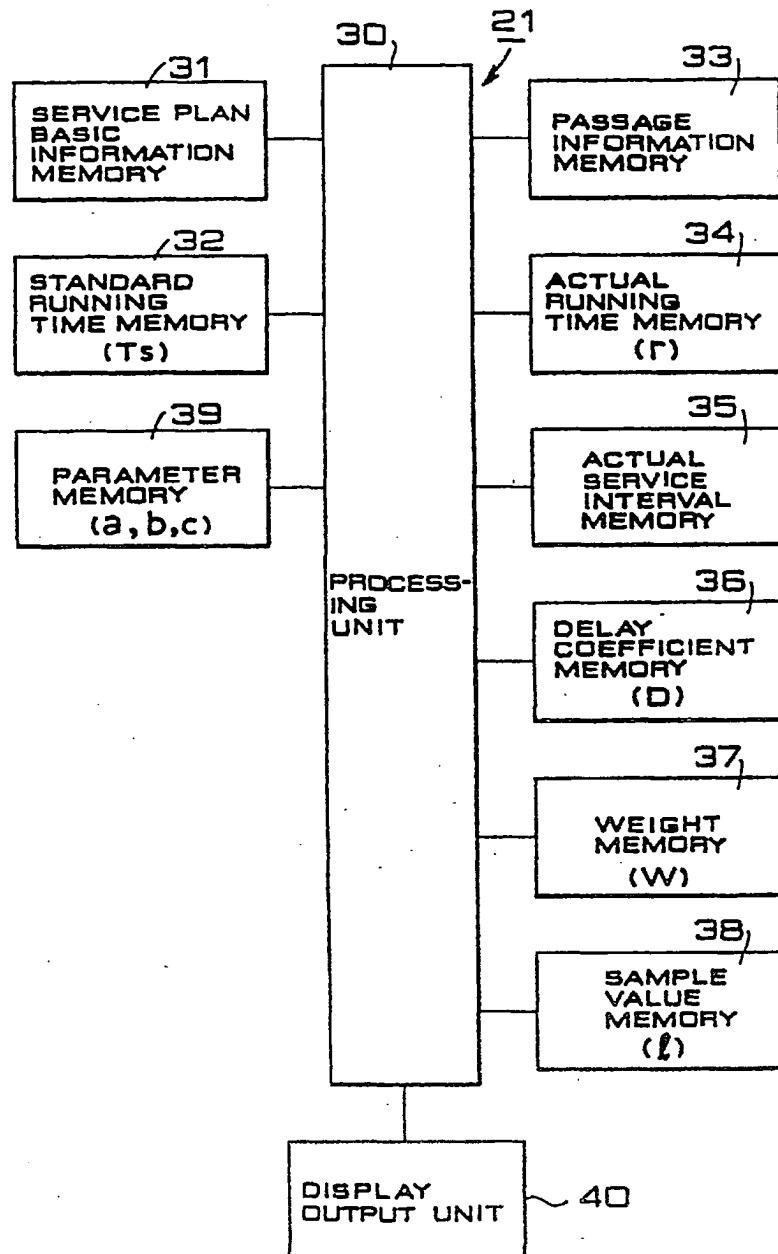 30
21
31
SERVICE PLAN
BASIC
INFORMATION
MEMORY
32
STANDARD
RUNNING
TIME MEMORY
(Ts)
39
PARAMETER
MEMORY
(a,b,c)
PROCESS-
ING
UNIT
33
PASSAGE
INFORMATION
MEMORY
34
ACTUAL
RUNNING
TIME MEMORY
(r)
35
ACTUAL
SERVICE
INTERVAL
MEMORY
36
DELAY
COEFFICIENT
MEMORY
(D)
37
WEIGHT
MEMORY
(W)
38
SAMPLE
VALUE
MEMORY
(ℓ)
DISPLAY
OUTPUT UNIT
40